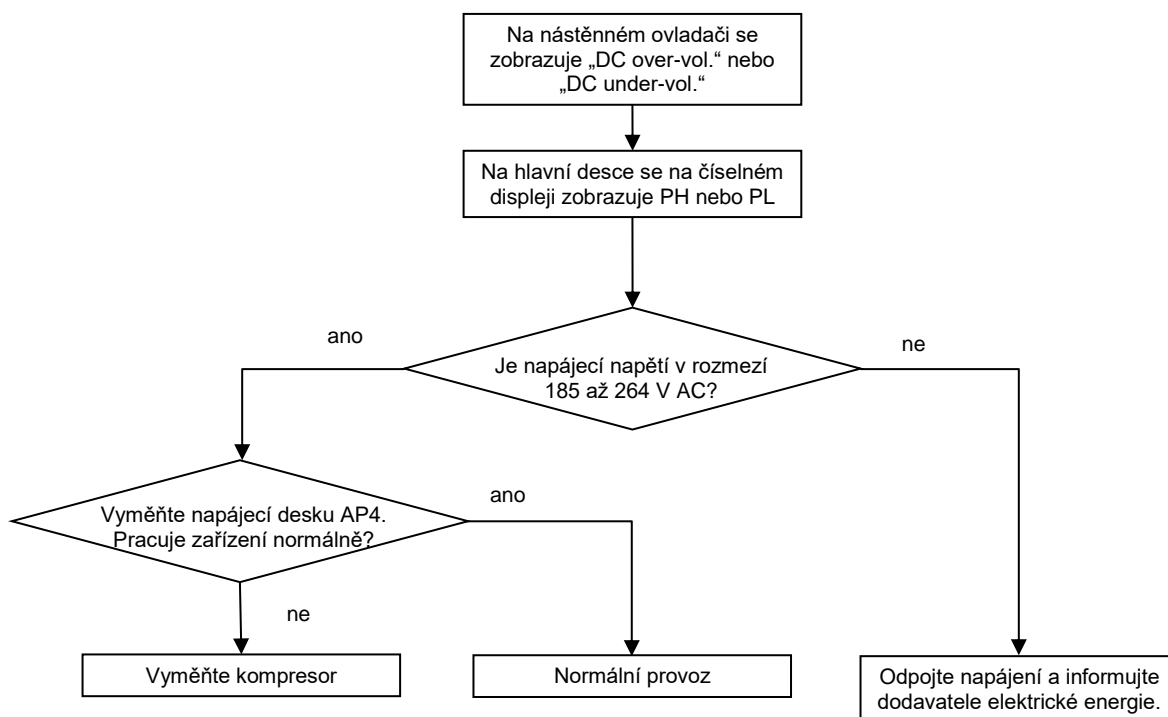 Na nástěnném ovladači se
zobrazuje „DC over-vol.“ nebo
„DC under-vol.“
Na hlavní desce se na číselném
displeji zobrazuje PH nebo PL
ano
ne
Je napájecí napětí v rozmezí
185 až 264 V AC?
ano
Vyměňte napájecí desku AP4.
Pracuje zařízení normálně?
ne
Vyměňte kompresor
Normální provoz
Odpojte napájení a informujte
dodavatele elektrické energie.